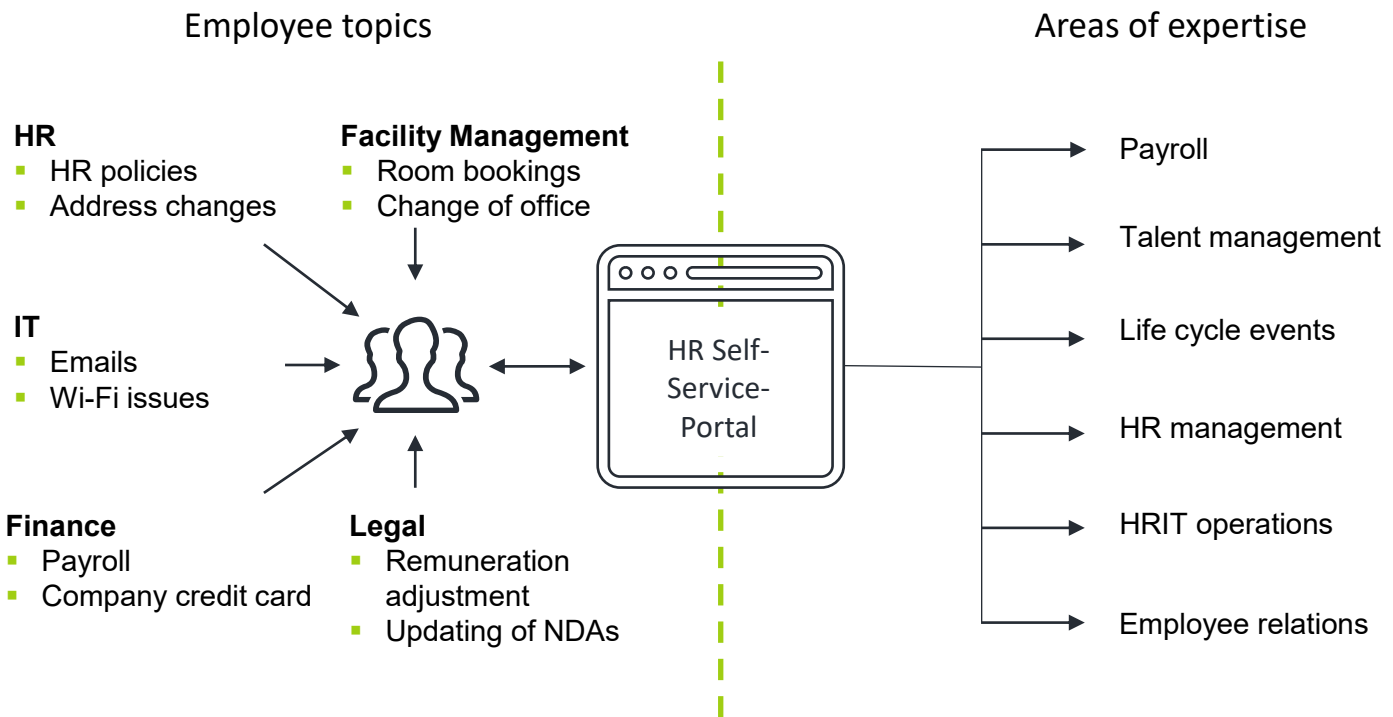 Employee topics
Areas of expertise
HR
HR policies
Address changes
Facility Management
Room bookings
Change of office
IT
Emails
Wi-Fi issues
Finance
Payroll
Company credit card
Legal
Remuneration
adjustment
Updating of NDAs
HR Self-
Service-
Portal
Payroll
Talent management
Life cycle events
HR management
HRIT operations
Employee relations